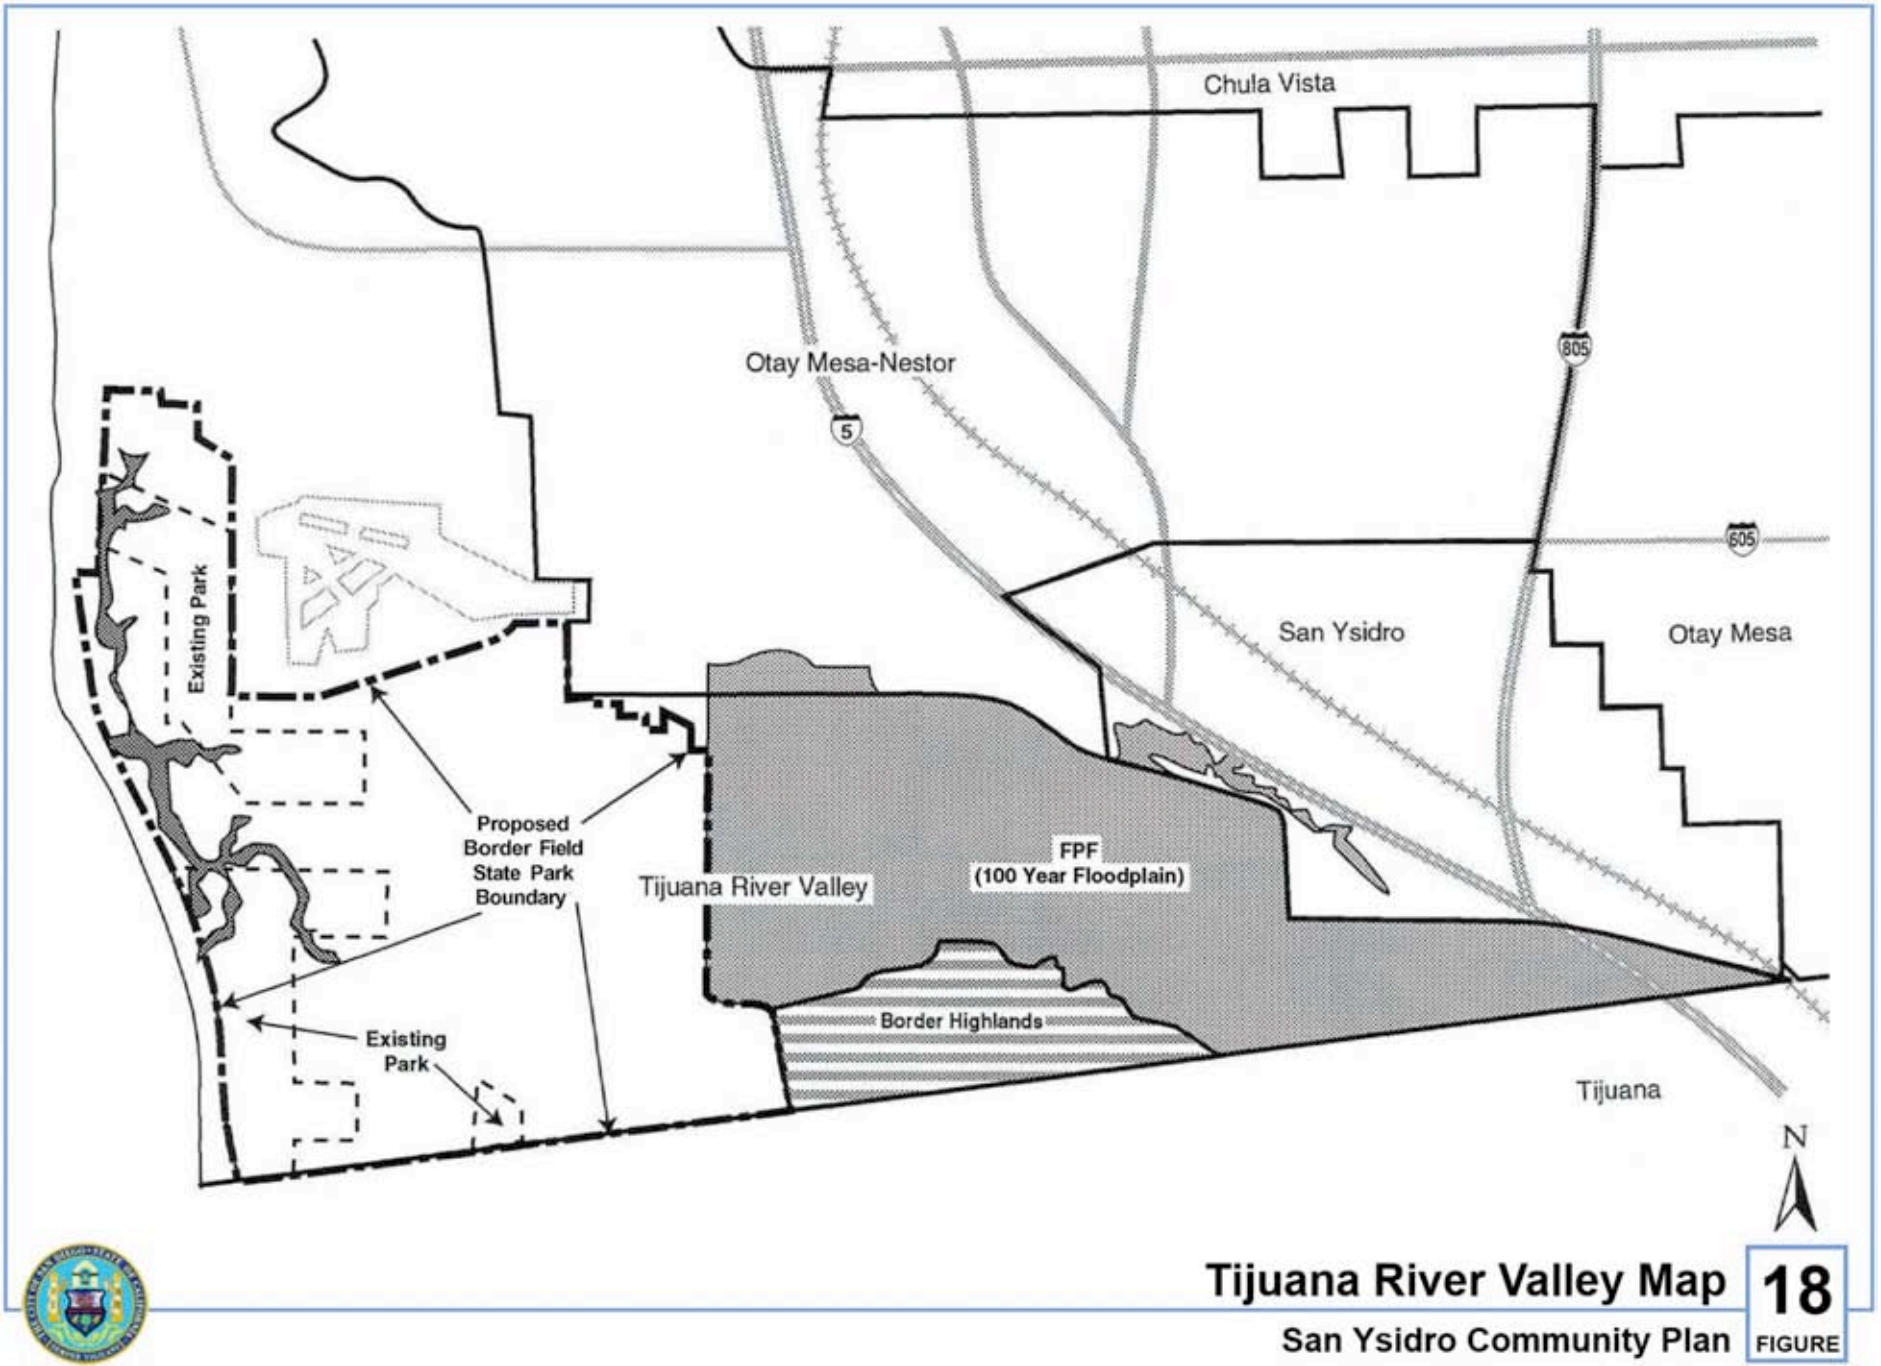 Chula Vista
Otay Mesa-Nestor
805
5
605
Existing Park
San Ysidro
Otay Mesa
Proposed
Border Field
State Park
Boundary
Tijuana River Valley
FPF
(100 Year Floodplain)
Border Highlands
Existing
Park
Tijuana
N
Tijuana River Valley Map
San Ysidro Community Plan
18
FIGURE